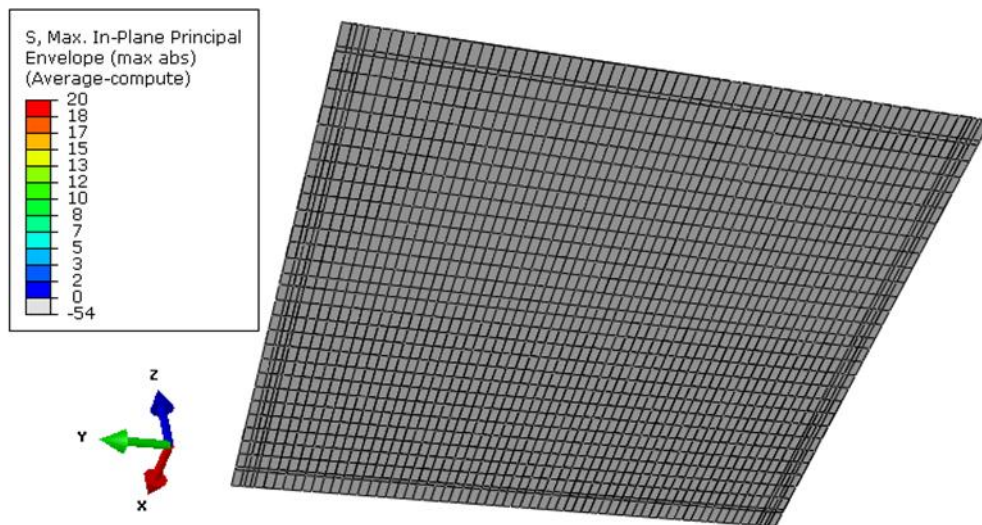 S, Max. In-Plane Principal
Envelope (max abs)
(Average-compute)
20
18
17
15
13
12
10
8
7
5
3
2
0
-54
Z
Y
X